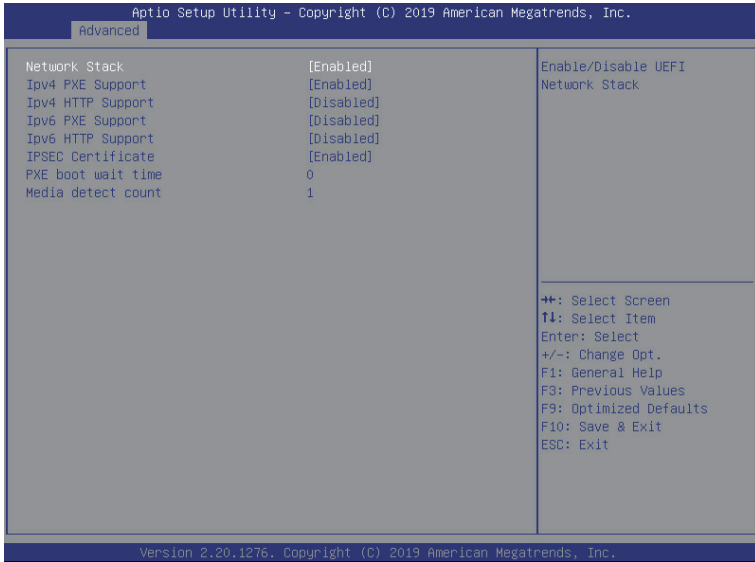 Aptio Setup Utility – Copyright (C) 2019 American Megatrends, Inc.
Advanced
Network Stack [Enabled]
Ipv4 PXE Support [Enabled]
Ipv4 HTTP Support [Disabled]
Ipv6 PXE Support [Disabled]
Ipv6 HTTP Support [Disabled]
IPSEC Certificate [Enabled]
PXE boot wait time 0
Media detect count 1
Enable/Disable UEFI
Network Stack
→←: Select Screen
↑↓: Select Item
Enter: Select
+/-: Change Opt.
F1: General Help
F3: Previous Values
F9: Optimized Defaults
F10: Save & Exit
ESC: Exit
Version 2.20.1276. Copyright (C) 2019 American Megatrends, Inc.